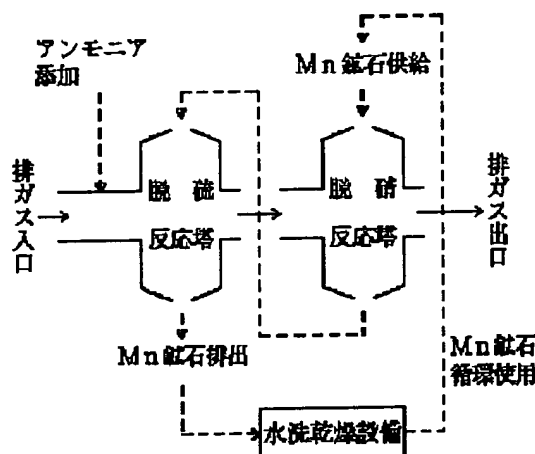 アンモニア
添加
Mn鉱石供給
排ガス入口
脱 硫
反応塔
脱 硝
反応塔
排ガス出口
Mn鉱石排出
Mn鉱石
循環使用
水洗乾燥設備